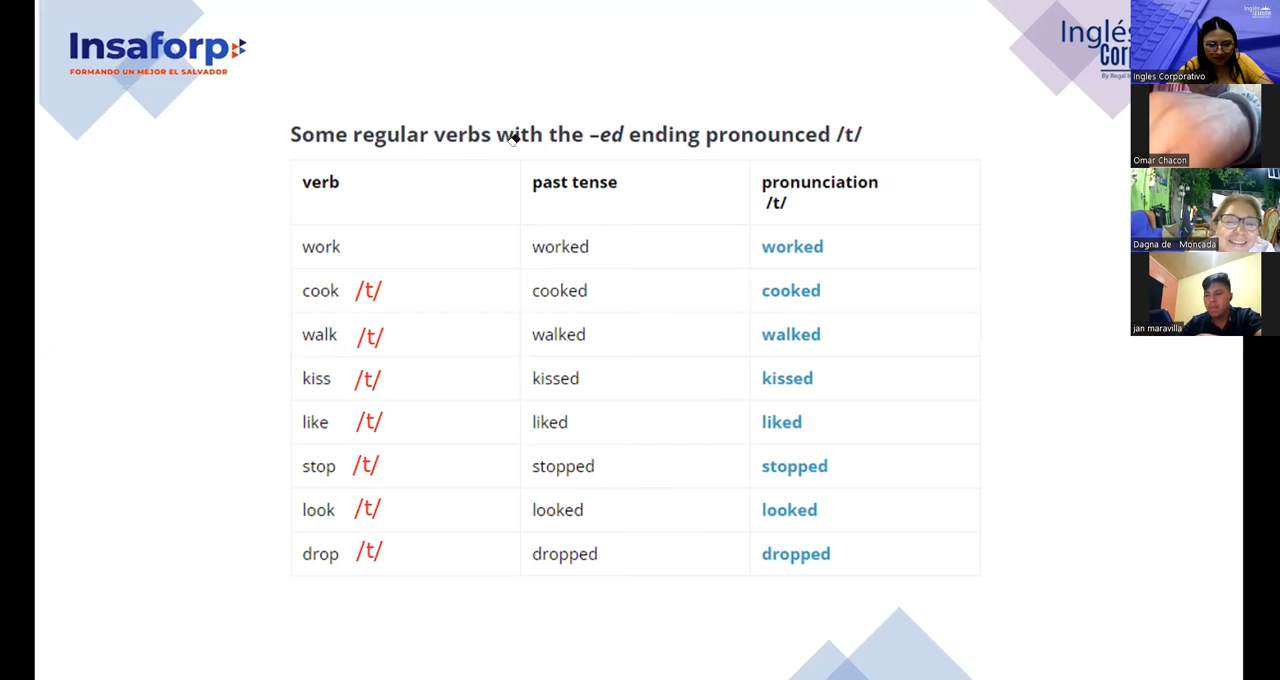 Insaforp
FORMANDO UN MEJOR EL SALVADOR
Inglés
Corp
Ingles Corporativo
Omar Chacon
Dagna de Moncada
jan maravilla
Some regular verbs with the –ed ending pronounced /t/
verb past tense pronunciation
/t/
work worked worked
cook /t/ cooked cooked
walk /t/ walked walked
kiss /t/ kissed kissed
like /t/ liked liked
stop /t/ stopped stopped
look /t/ looked looked
drop /t/ dropped dropped